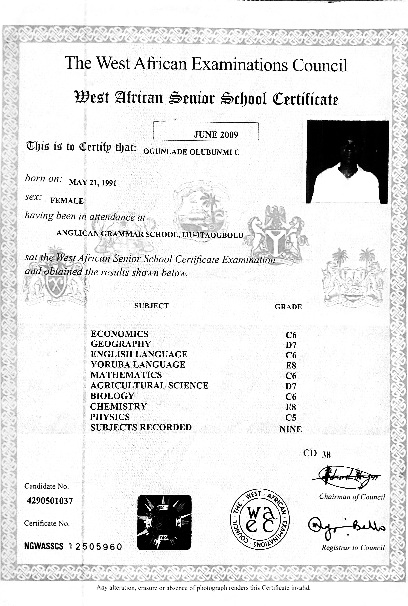 The West African Examinations Council
West African Senior School Certificate
JUNE 2009
This is to Certify that: OGUNLADE OLUBUNMI C
born on: MAY 21, 1991
sex: FEMALE
having been in attendance at
ANGLICAN GRAMMAR SCHOOL,
sat the West African Senior School Certificate Examination
and obtained the results shown below.
SUBJECT GRADE
ECONOMICS C6
GEOGRAPHY D7
ENGLISH LANGUAGE C6
YORUBA LANGUAGE E8
MATHEMATICS C6
AGRICULTURAL SCIENCE D7
BIOLOGY C6
CHEMISTRY E8
PHYSICS C5
SUBJECTS RECORDED NINE
CD 38
Candidate No.
4290501037
Chairman of Council
Certificate No.
NGWASSCS 12505960
THE WEST AFRICAN EXAMINATIONS COUNCIL
wa
ec
Registrar to Council
Any alteration, erasure or absence of photograph renders this Certificate invalid.